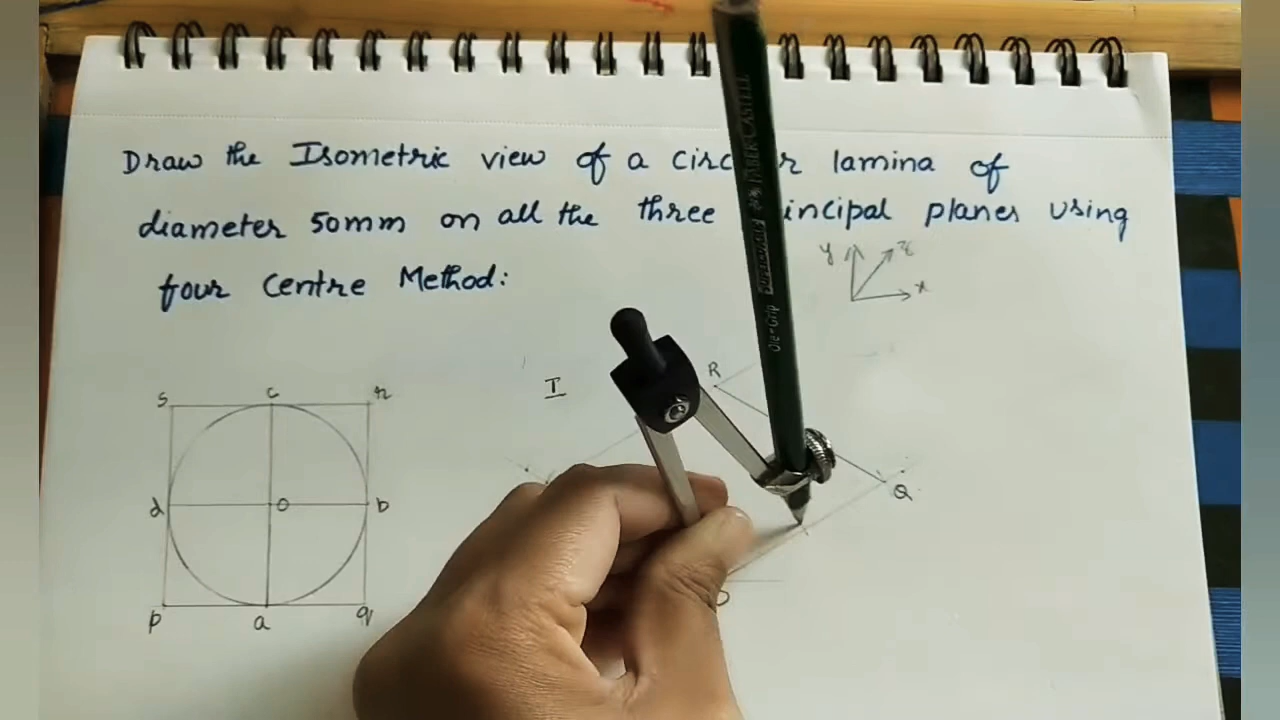 Draw the Isometric view of a circ r lamina of
diameter 50mm on all the three incipal planes using
four Centre Method:
y x
I
R
s c r
d o b
Q
p a q
FABER-CASTELL